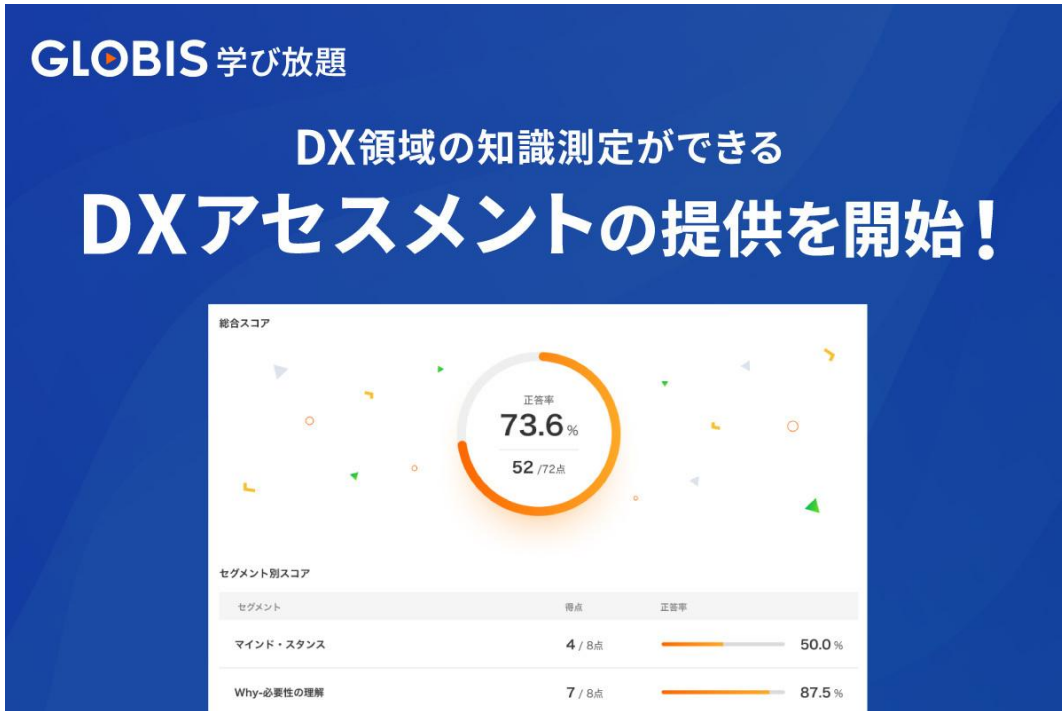 GLOBIS 学び放題
DX領域の知識測定ができる
DXアセスメントの提供を開始！
総合スコア
正答率
73.6 %
52 /72点
セグメント別スコア
セグメント 得点 正答率
マインド・スタンス 4 / 8点 50.0 %
Why-必要性の理解 7 / 8点 87.5 %